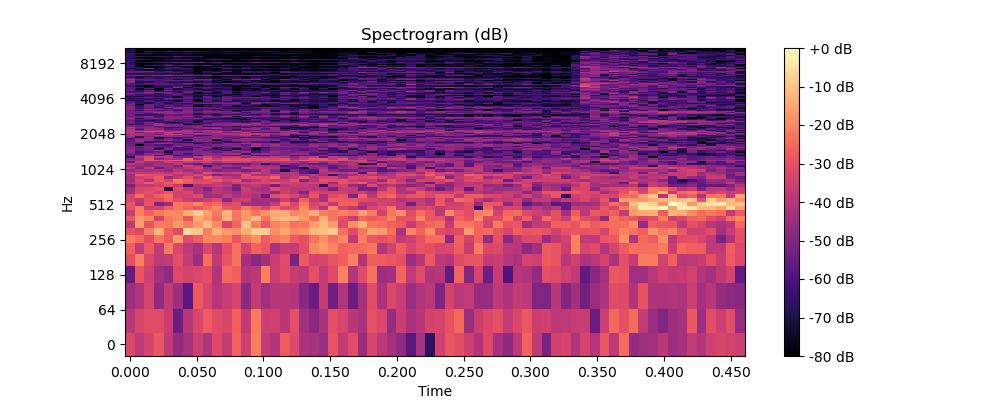 Spectrogram (dB)
Hz
8192
4096
2048
1024
512
256
128
64
0
0.000 0.050 0.100 0.150 0.200 0.250 0.300 0.350 0.400 0.450
Time
+0 dB
-10 dB
-20 dB
-30 dB
-40 dB
-50 dB
-60 dB
-70 dB
-80 dB